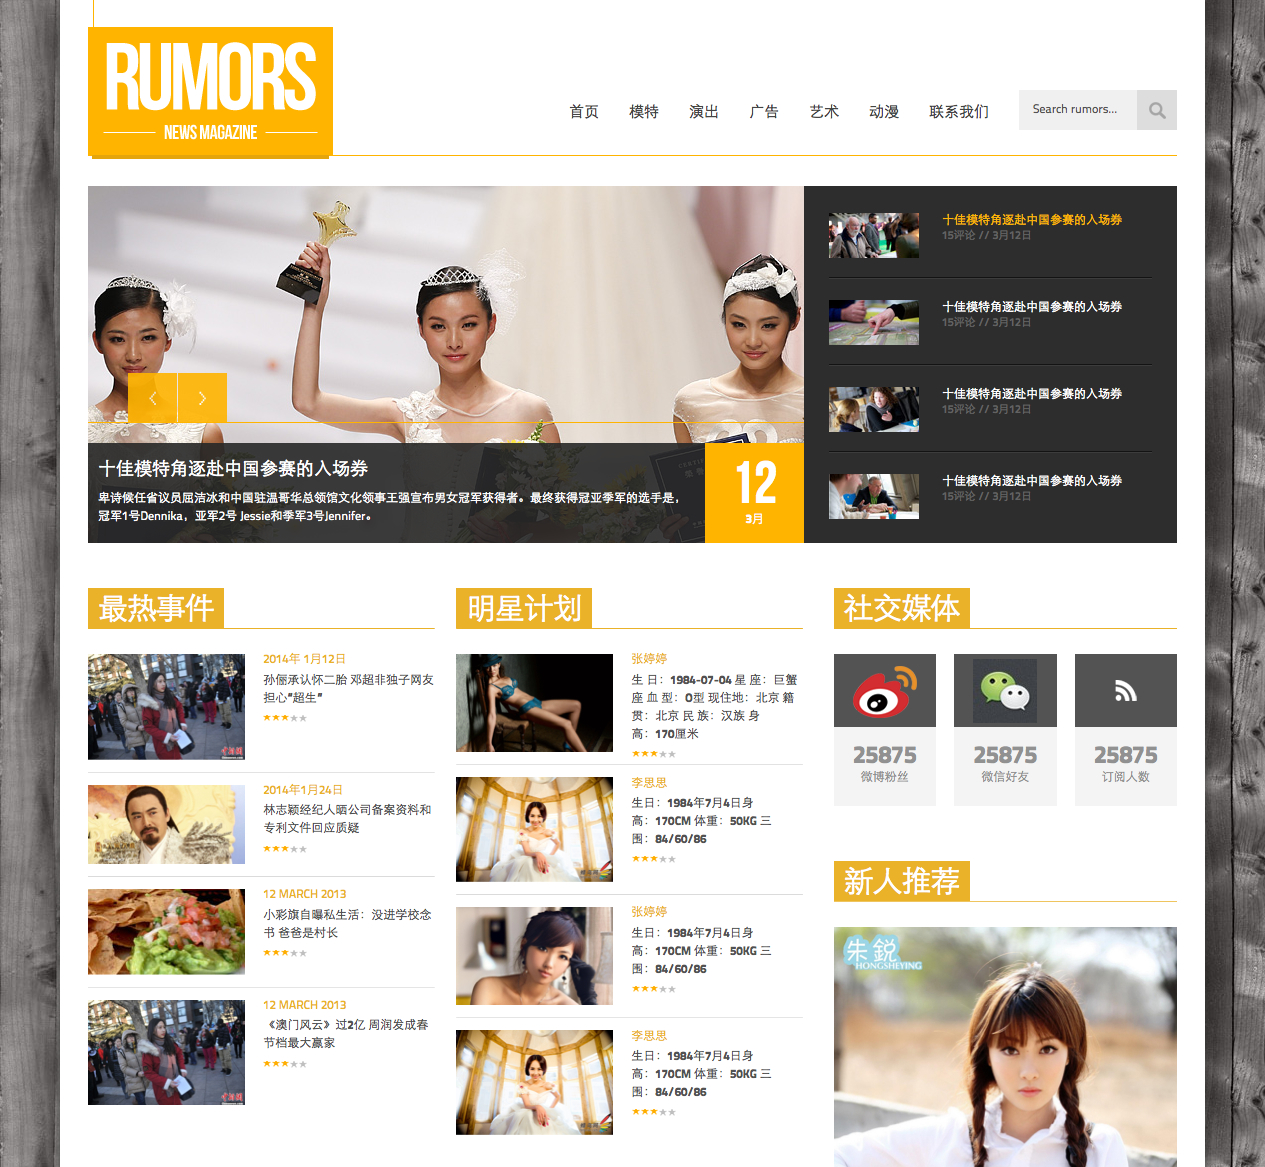 RUMORS
NEWS MAGAZINE
首页 模特 演出 广告 艺术 动漫 联系我们
Search rumors...
十佳模特角逐赴中国参赛的入场券
卑诗候任省议员屈洁冰和中国驻温哥华总领馆文化领事王强宣布男女冠军获得者。最终获得冠亚季军的选手是，
冠军1号Dennika，亚军2号 Jessie和季军3号Jennifer。
12
3月
十佳模特角逐赴中国参赛的入场券
15评论 // 3月12日
十佳模特角逐赴中国参赛的入场券
15评论 // 3月12日
十佳模特角逐赴中国参赛的入场券
15评论 // 3月12日
十佳模特角逐赴中国参赛的入场券
15评论 // 3月12日
最热事件
2014年 1月12日
孙俪承认怀二胎 邓超非独子网友
担心"超生"
2014年1月24日
林志颖经纪人晒公司备案资料和
专利文件回应质疑
12 MARCH 2013
小彩旗自曝私生活：没进学校念
书 爸爸是村长
12 MARCH 2013
《澳门风云》过2亿 周润发成春
节档最大赢家
明星计划
张婷婷
生 日：1984-07-04 星 座：巨蟹
座 血 型：O型 现住地：北京 籍
贯：北京 民 族：汉族 身
高：170厘米
李思思
生日：1984年7月4日身
高：170CM 体重：50KG 三
围：84/60/86
张婷婷
生日：1984年7月4日身
高：170CM 体重：50KG 三
围：84/60/86
李思思
生日：1984年7月4日身
高：170CM 体重：50KG 三
围：84/60/86
社交媒体
25875
微博粉丝
25875
微信好友
25875
订阅人数
新人推荐
朱鋭
HONGSHEYING